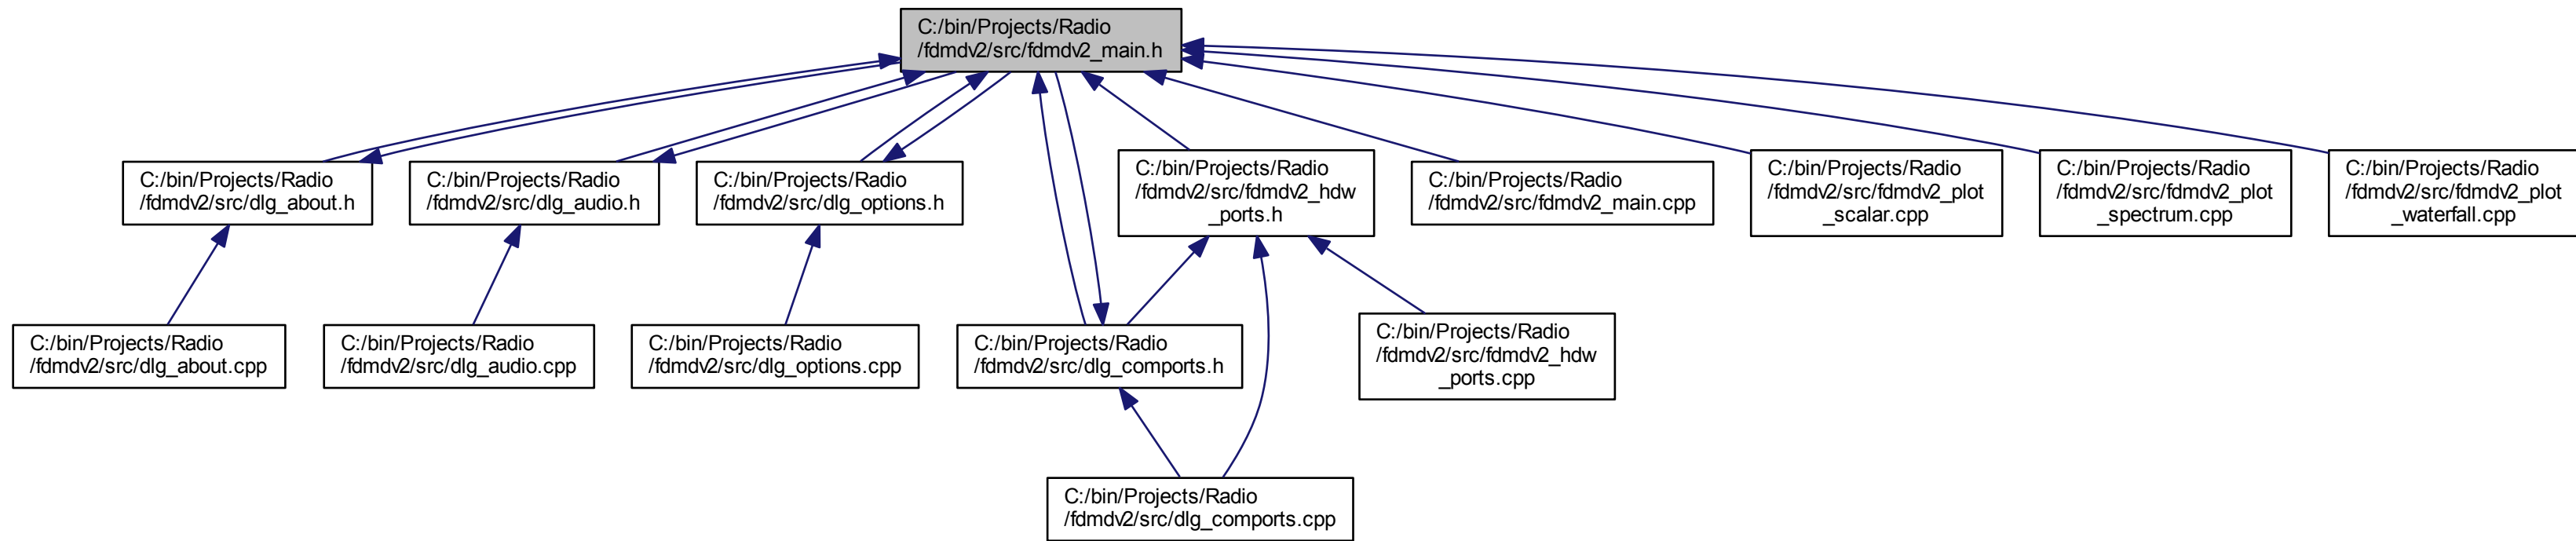 C:/bin/Projects/Radio
/fdmdv2/src/fdmdv2_main.h
C:/bin/Projects/Radio
/fdmdv2/src/dlg_about.h
C:/bin/Projects/Radio
/fdmdv2/src/dlg_audio.h
C:/bin/Projects/Radio
/fdmdv2/src/dlg_options.h
C:/bin/Projects/Radio
/fdmdv2/src/fdmdv2_hdw
_ports.h
C:/bin/Projects/Radio
/fdmdv2/src/fdmdv2_main.cpp
C:/bin/Projects/Radio
/fdmdv2/src/fdmdv2_plot
_scalar.cpp
C:/bin/Projects/Radio
/fdmdv2/src/fdmdv2_plot
_spectrum.cpp
C:/bin/Projects/Radio
/fdmdv2/src/fdmdv2_plot
_waterfall.cpp
C:/bin/Projects/Radio
/fdmdv2/src/dlg_about.cpp
C:/bin/Projects/Radio
/fdmdv2/src/dlg_audio.cpp
C:/bin/Projects/Radio
/fdmdv2/src/dlg_options.cpp
C:/bin/Projects/Radio
/fdmdv2/src/dlg_comports.h
C:/bin/Projects/Radio
/fdmdv2/src/fdmdv2_hdw
_ports.cpp
C:/bin/Projects/Radio
/fdmdv2/src/dlg_comports.cpp